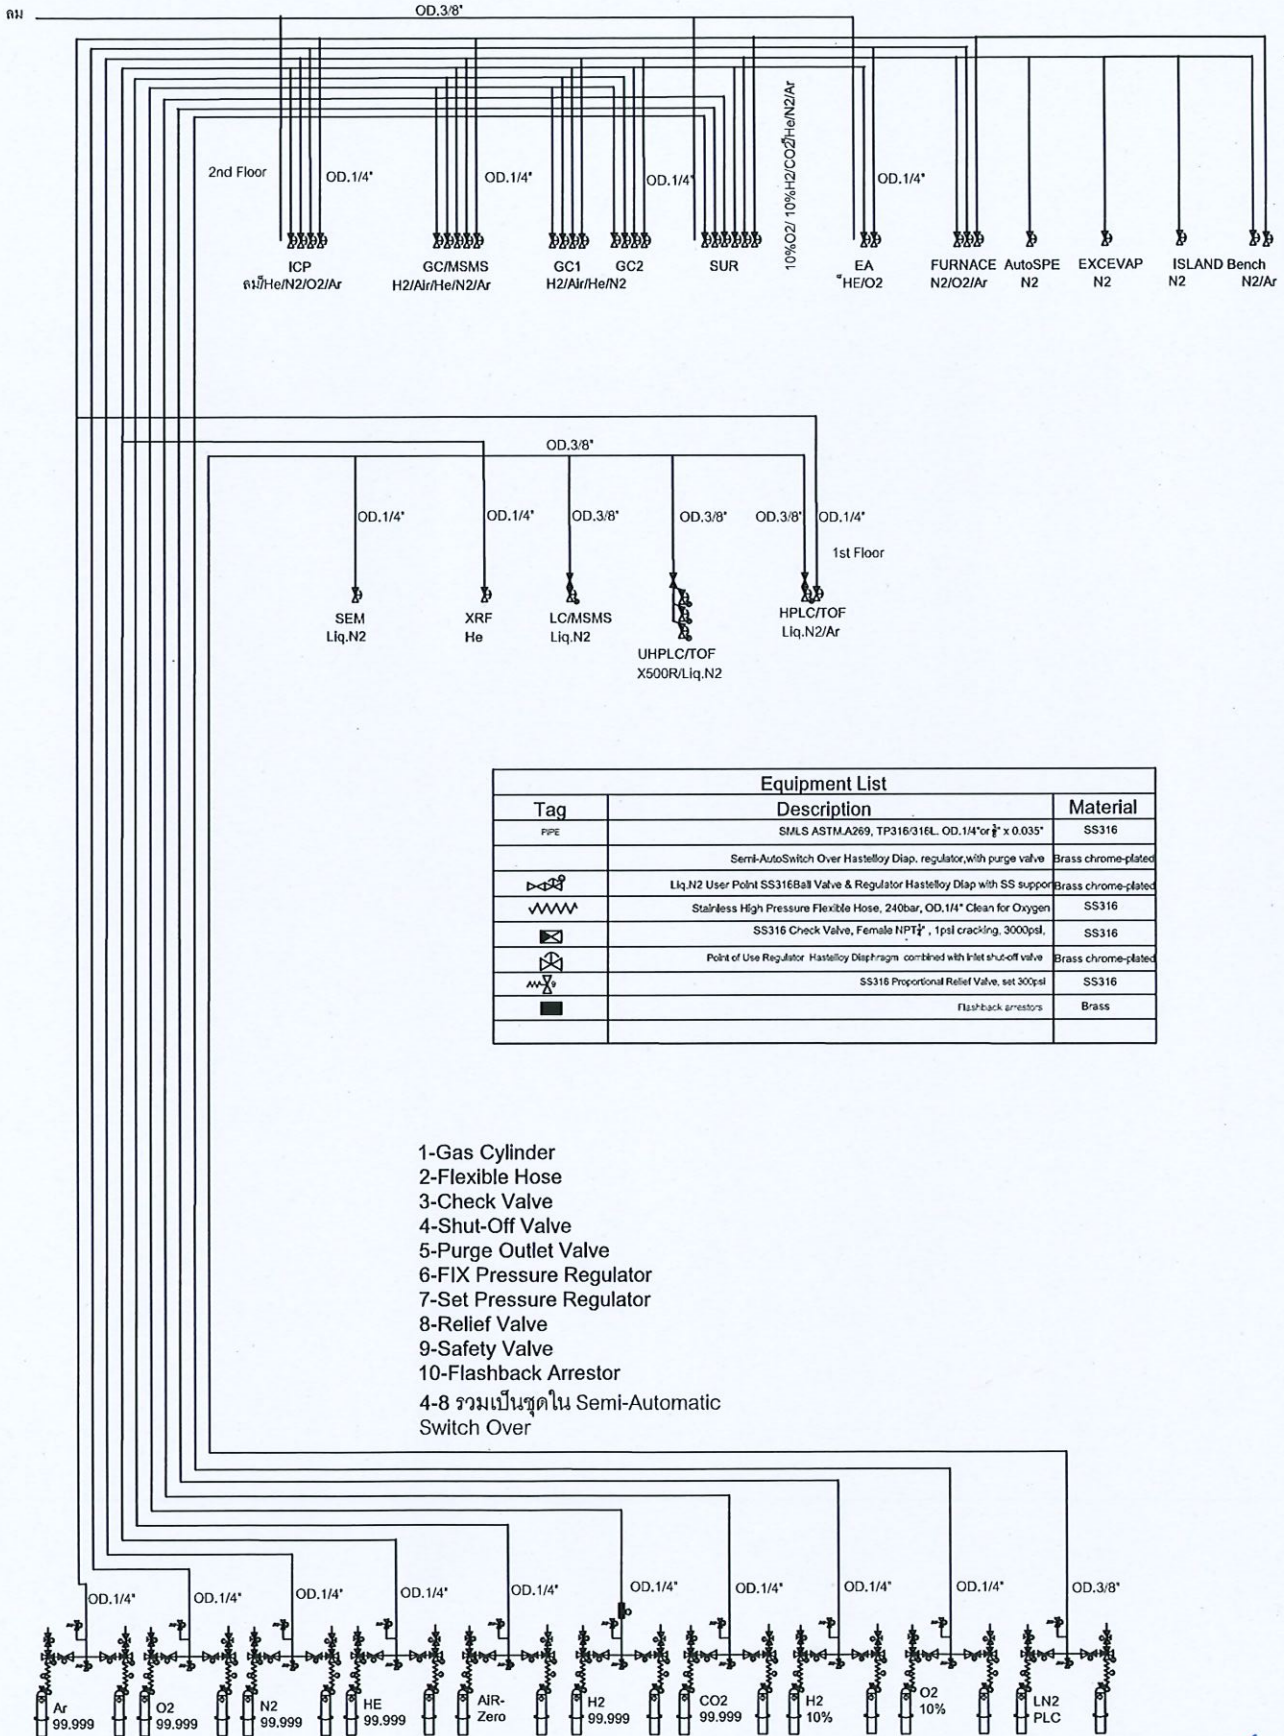 ลม
OD.3/8"
2nd Floor
OD.1/4"
OD.1/4"
OD.1/4"
10%O2/ 10%H2/CO2/He/N2/Ar
OD.1/4"
ICP
ลม/He/N2/O2/Ar
GC/MSMS
H2/Air/He/N2/Ar
GC1
GC2
H2/Air/He/N2
SUR
EA
HE/O2
FURNACE
N2/O2/Ar
AutoSPE
N2
EXCEVAP
N2
ISLAND Bench
N2
N2/Ar
OD.3/8"
OD.1/4"
OD.1/4"
OD.3/8"
OD.3/8"
OD.3/8"
OD.1/4"
1st Floor
SEM
Liq.N2
XRF
He
LC/MSMS
Liq.N2
UHPLC/TOF
X500R/Liq.N2
HPLC/TOF
Liq.N2/Ar
Equipment List
Tag Description Material
PIPE SMLS ASTM.A269, TP316/316L. OD.1/4"or 3/8" x 0.035" SS316
Semi-AutoSwitch Over Hastelloy Diap. regulator,with purge valve Brass chrome-plated
Liq.N2 User Point SS316Ball Valve & Regulator Hastelloy Diap with SS suppor Brass chrome-plated
Stainless High Pressure Flexible Hose, 240bar, OD.1/4" Clean for Oxygen SS316
SS316 Check Valve, Female NPT , 1psi cracking, 3000psi, SS316
Point of Use Regulator Hastelloy Diaphragm combined with Inlet shut-off valve Brass chrome-plated
SS316 Proportional Relief Valve, set 300psi SS316
Flashback arrestors Brass
1-Gas Cylinder
2-Flexible Hose
3-Check Valve
4-Shut-Off Valve
5-Purge Outlet Valve
6-FIX Pressure Regulator
7-Set Pressure Regulator
8-Relief Valve
9-Safety Valve
10-Flashback Arrestor
4-8 รวมเป็นชุดใน Semi-Automatic
Switch Over
OD.1/4"
OD.1/4"
OD.1/4"
OD.1/4"
OD.1/4"
OD.1/4"
OD.1/4"
OD.1/4"
OD.1/4"
OD.3/8"
Ar
99.999
O2
99.999
N2
99.999
HE
99.999
AIR-
Zero
H2
99.999
CO2
99.999
H2
10%
O2
10%
LN2
PLC